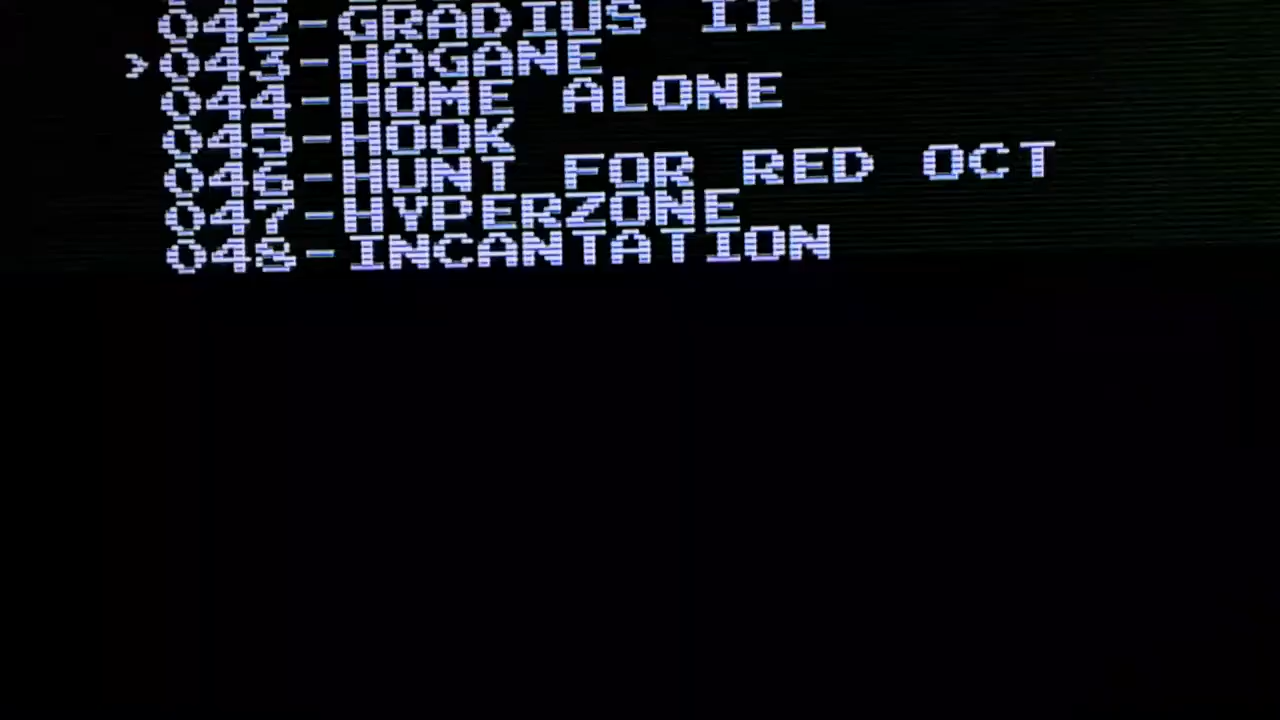 042-GRADIUS III
>043-HAGANE
044-HOME ALONE
045-HOOK
046-HUNT FOR RED OCT
047-HYPERZONE
048-INCANTATION